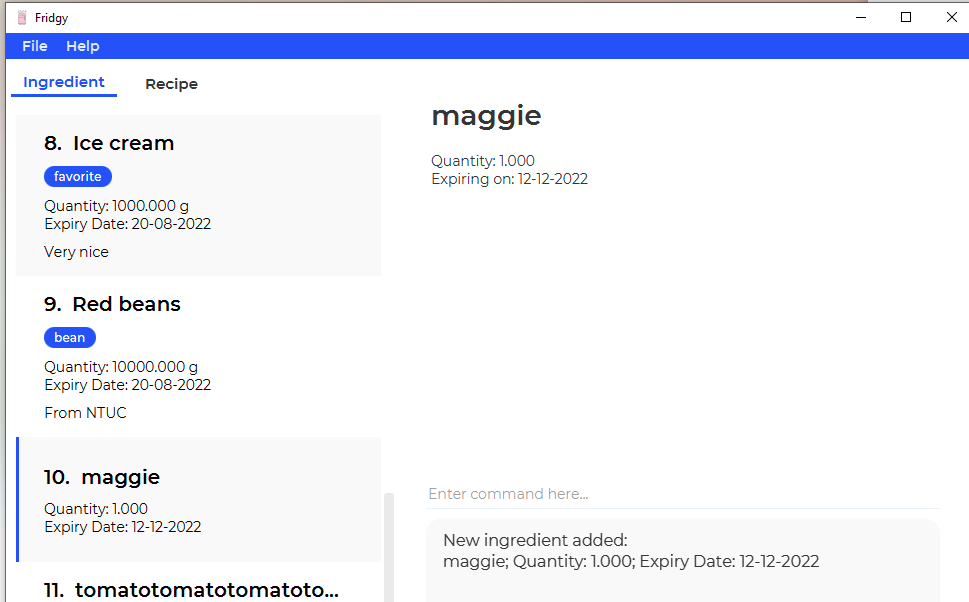 Fridgy
File Help
Ingredient Recipe
8. Ice cream
favorite
Quantity: 1000.000 g
Expiry Date: 20-08-2022
Very nice
9. Red beans
bean
Quantity: 10000.000 g
Expiry Date: 20-08-2022
From NTUC
10. maggie
Quantity: 1.000
Expiry Date: 12-12-2022
11. tomatotomatotomatoto...
maggie
Quantity: 1.000
Expiring on: 12-12-2022
Enter command here...
New ingredient added:
maggie; Quantity: 1.000; Expiry Date: 12-12-2022